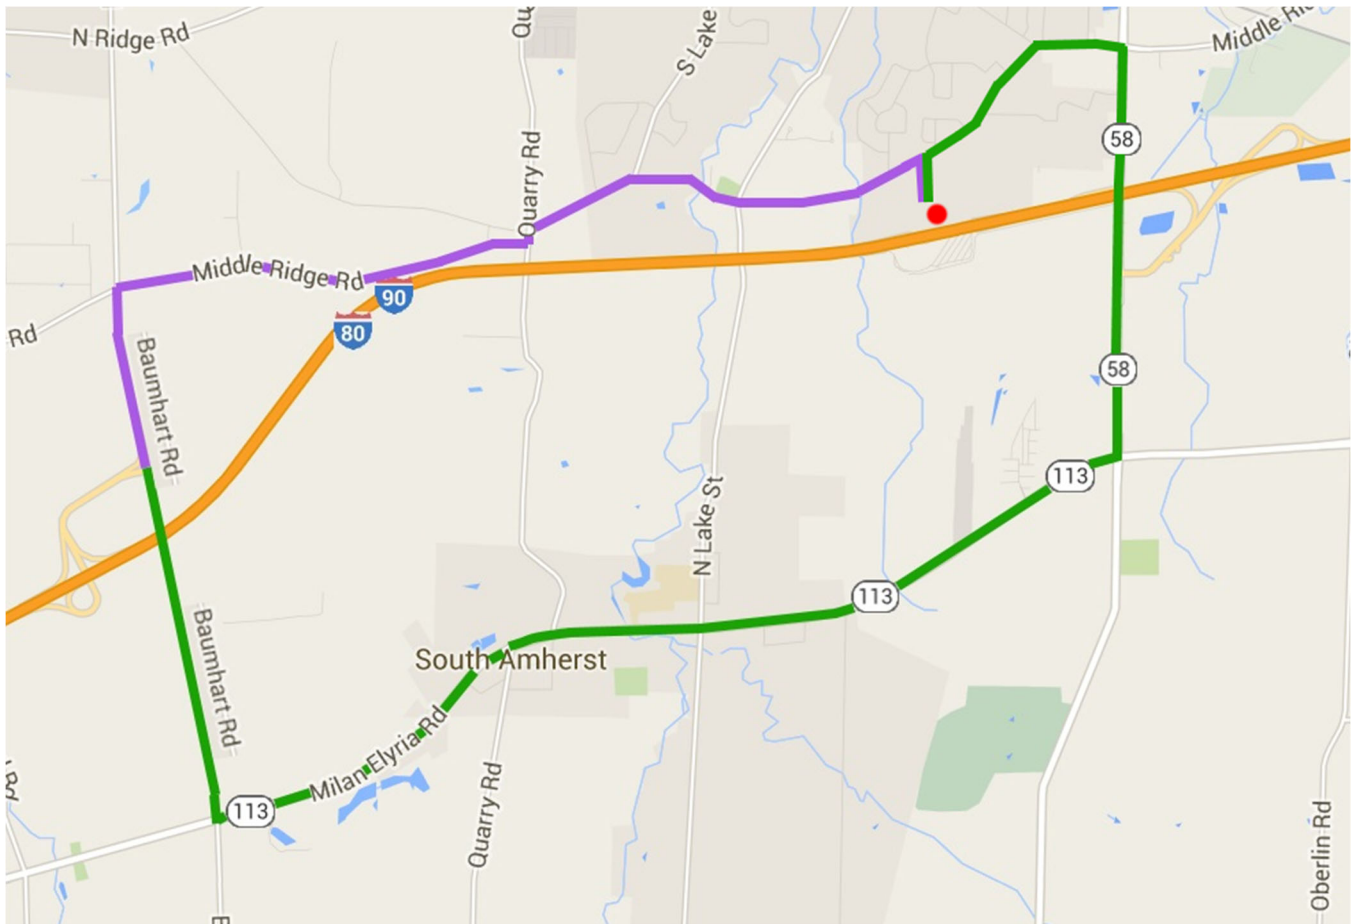 N Ridge Rd
Qu
S Lake
Middle Ri
58
Quarry Rd
Middle Ridge Rd
90
80
Rd
Baumhart Rd
58
113
N Lake St
113
South Amherst
Baumhart Rd
Milan Elyria Rd
113
Quarry Rd
Oberlin Rd